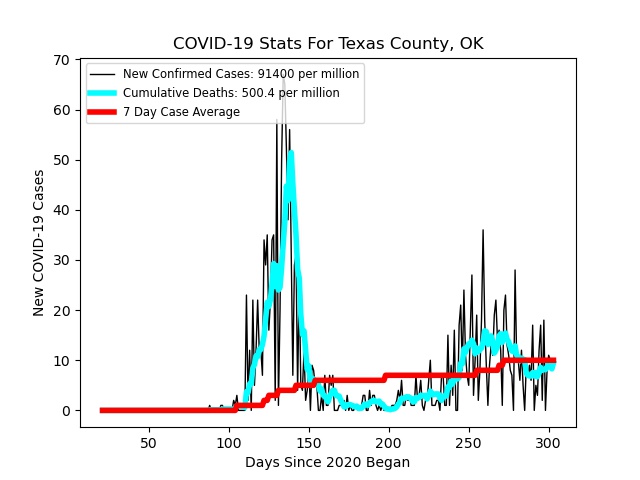 COVID-19 Stats For Texas County, OK
New Confirmed Cases: 91400 per million
Cumulative Deaths: 500.4 per million
7 Day Case Average
New COVID-19 Cases
70
60
50
40
30
20
10
0
50 100 150 200 250 300
Days Since 2020 Began